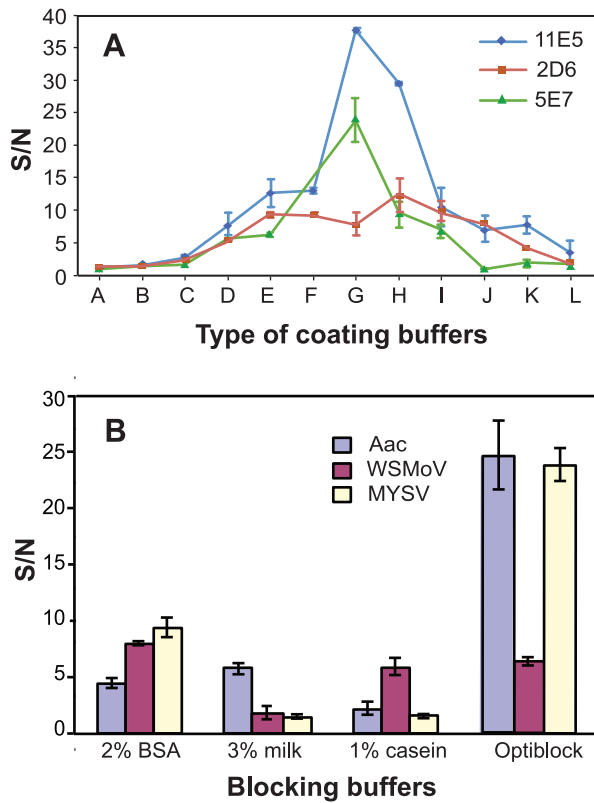 A
11E5
2D6
5E7
S/N
40
35
30
25
20
15
10
5
0
A B C D E F G H I J K L
Type of coating buffers
B
Aac
WSMoV
MYSV
S/N
30
25
20
15
10
5
0
2% BSA 3% milk 1% casein Optiblock
Blocking buffers